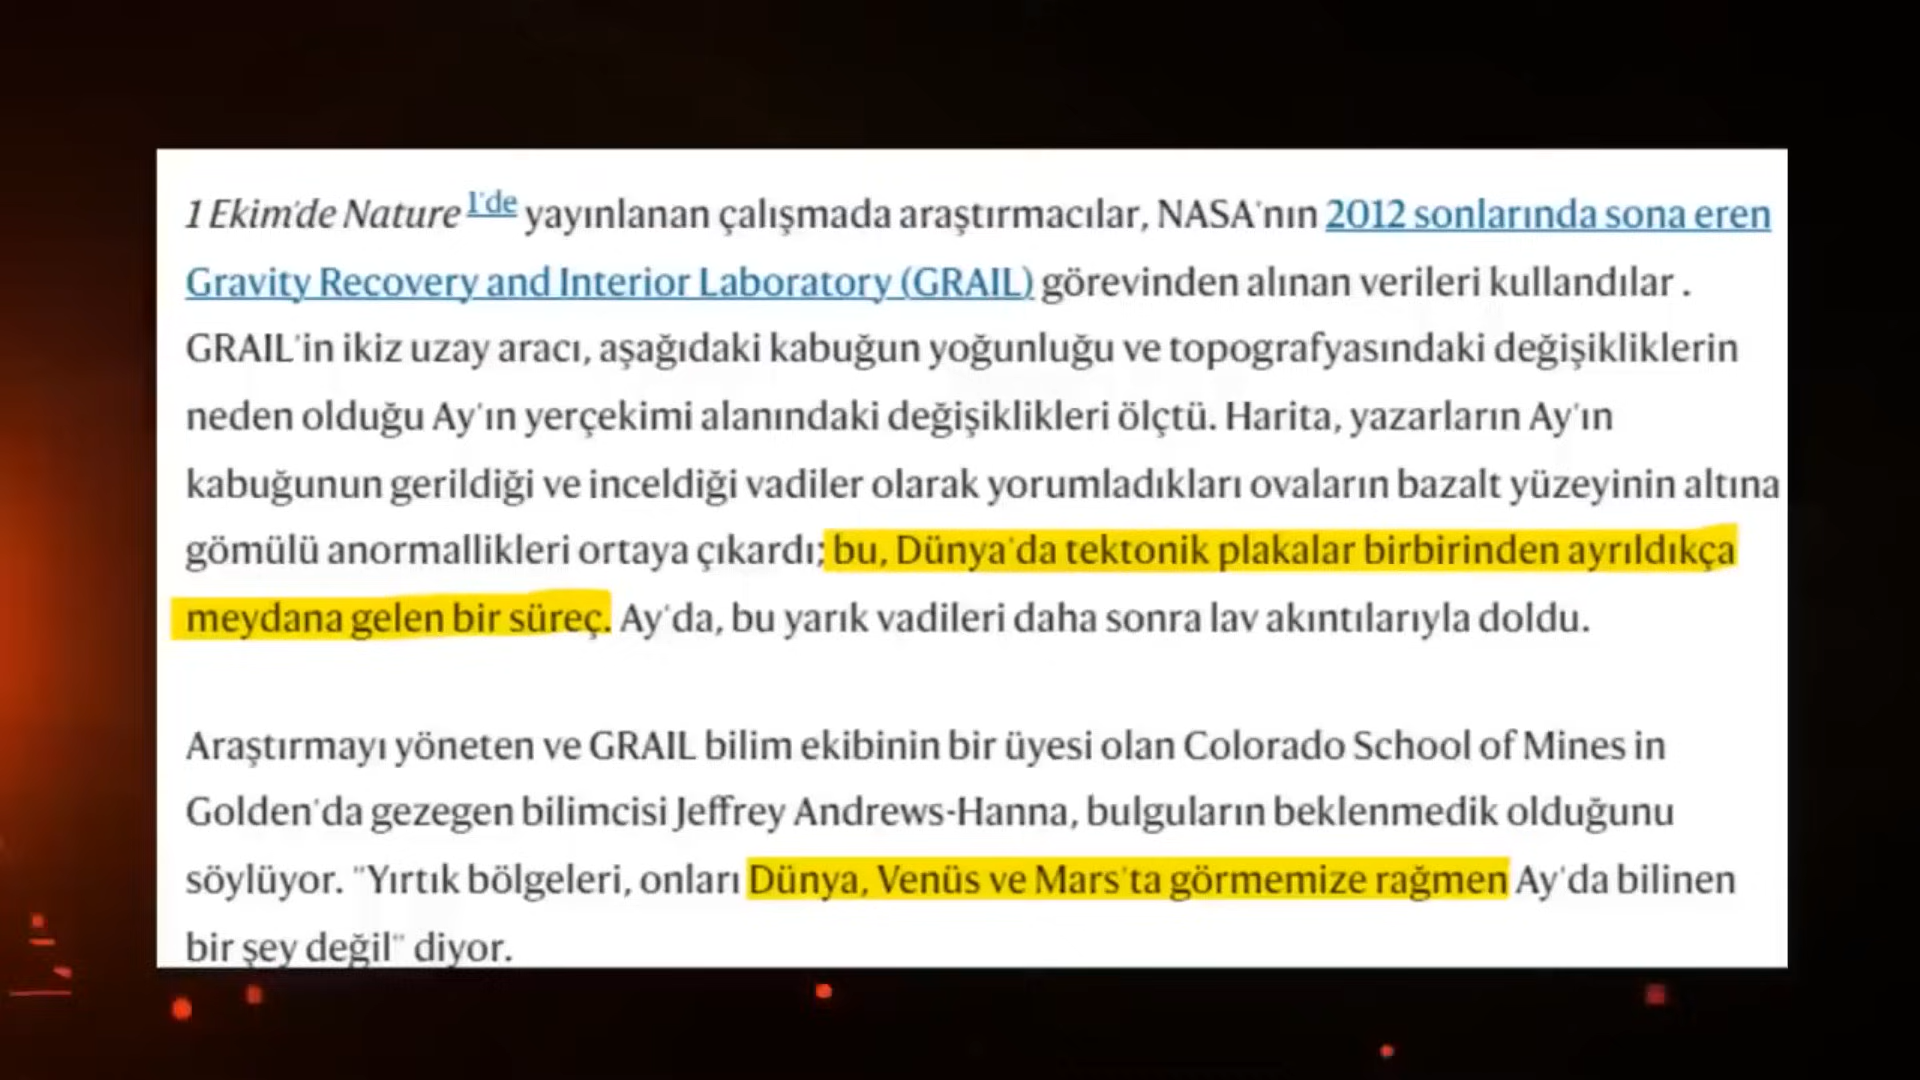 1 Ekim'de Nature 1'de yayınlanan çalışmada araştırmacılar, NASA'nın 2012 sonlarında sona eren
Gravity Recovery and Interior Laboratory (GRAIL) görevinden alınan verileri kullandılar .
GRAIL'in ikiz uzay aracı, aşağıdaki kabuğun yoğunluğu ve topografyasındaki değişikliklerin
neden olduğu Ay'ın yerçekimi alanındaki değişiklikleri ölçtü. Harita, yazarların Ay'ın
kabuğunun gerildiği ve inceldiği vadiler olarak yorumladıkları ovaların bazalt yüzeyinin altına
gömülü anormallikleri ortaya çıkardı; bu, Dünya'da tektonik plakalar birbirinden ayrıldıkça
meydana gelen bir süreç. Ay'da, bu yarık vadileri daha sonra lav akıntılarıyla doldu.
Araştırmayı yöneten ve GRAIL bilim ekibinin bir üyesi olan Colorado School of Mines in
Golden'da gezegen bilimcisi Jeffrey Andrews-Hanna, bulguların beklenmedik olduğunu
söylüyor. "Yırtık bölgeleri, onları Dünya, Venüs ve Mars'ta görmemize rağmen Ay'da bilinen
bir şey değil" diyor.